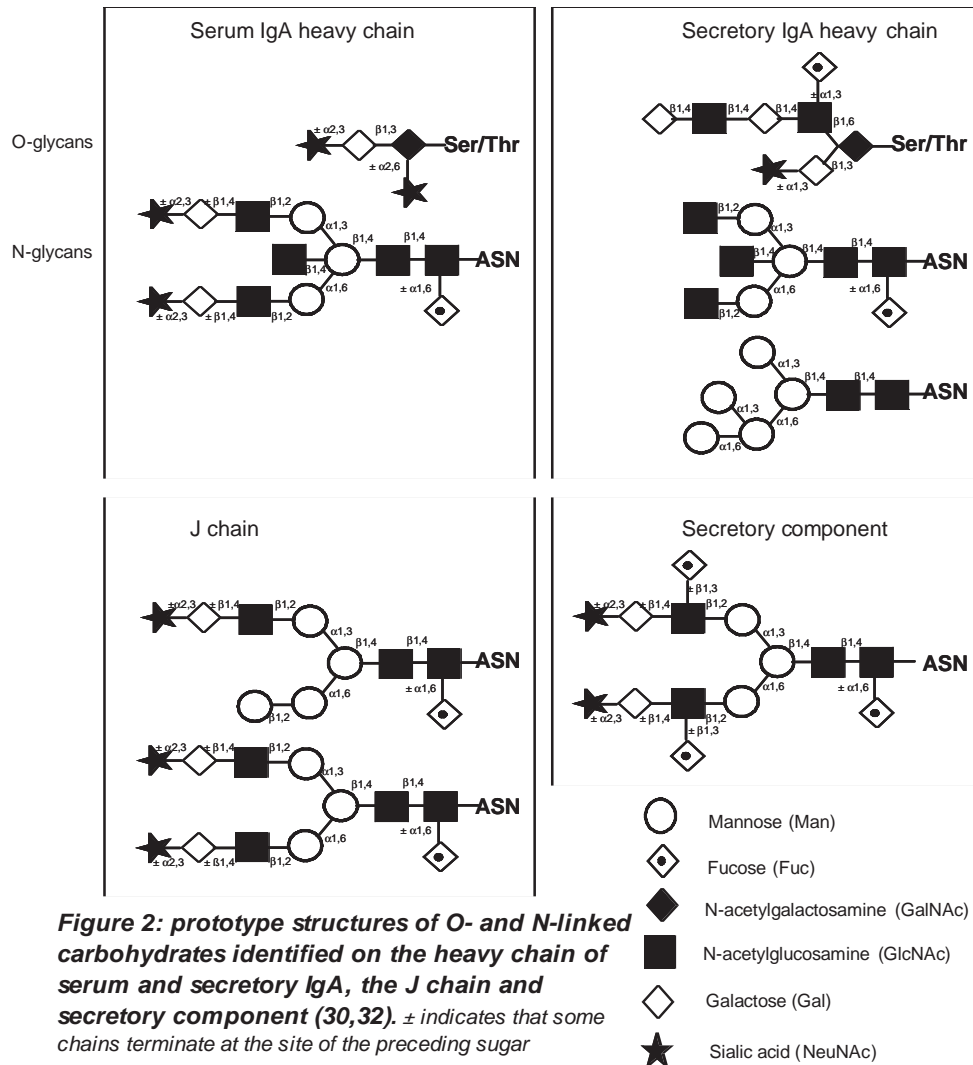 Serum IgA heavy chain
Secretory IgA heavy chain
O-glycans
± α2,3
β1,3
± α2,6
Ser/Thr
± α1,3
β1,4
β1,4
β1,4
β1,6
β1,3
± α1,3
Ser/Thr
N-glycans
± α2,3
± β1,4
β1,2
α1,3
β1,4
β1,4
β1,4
ASN
α1,6
± α1,6
± α2,3
± β1,4
β1,2
β1,2
α1,3
β1,4
β1,4
β1,4
ASN
α1,6
± α1,6
β1,2
α1,3
β1,4
β1,4
ASN
α1,3
α1,6
α1,6
J chain
±α2,3
± β1,4
β1,2
α1,3
β1,4
β1,4
ASN
α1,6
± α1,6
β1,2
± α2,3
± β1,4
β1,2
α1,3
β1,4
β1,4
ASN
α1,6
± α1,6
± α2,3
± ß1,4
β1,2
Secretory component
± β1,3
±α2,3
± β1,4
β1,2
α1,3
β1,4
β1,4
ASN
α1,6
± α1,6
± α2,3
± β1,4
β1,2
± β1,3
Mannose (Man)
Fucose (Fuc)
N-acetylgalactosamine (GalNAc)
N-acetylglucosamine (GlcNAc)
Galactose (Gal)
Sialic acid (NeuNAc)
Figure 2: prototype structures of O- and N-linked
carbohydrates identified on the heavy chain of
serum and secretory IgA, the J chain and
secretory component (30,32). ± indicates that some
chains terminate at the site of the preceding sugar